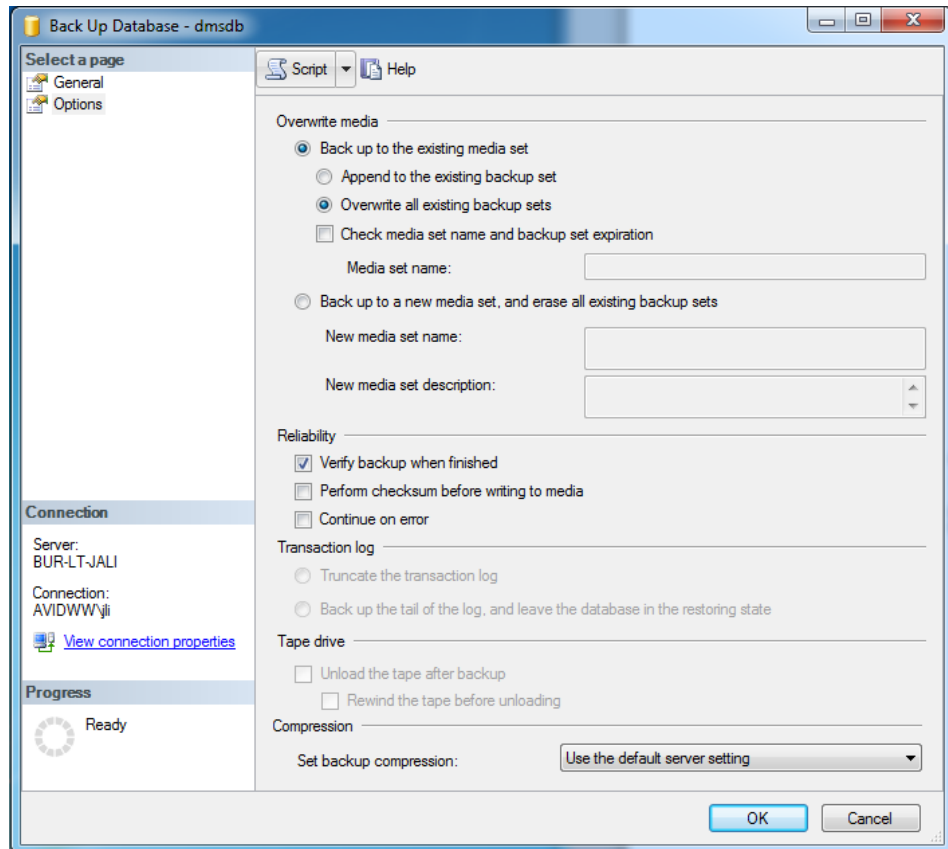 Back Up Database - dmsdb
Select a page
General
Options
Script
Help
Overwrite media
Back up to the existing media set
Append to the existing backup set
Overwrite all existing backup sets
Check media set name and backup set expiration
Media set name:
Back up to a new media set, and erase all existing backup sets
New media set name:
New media set description:
Reliability
Verify backup when finished
Perform checksum before writing to media
Continue on error
Transaction log
Truncate the transaction log
Back up the tail of the log, and leave the database in the restoring state
Tape drive
Unload the tape after backup
Rewind the tape before unloading
Compression
Set backup compression:
Use the default server setting
Connection
Server:
BUR-LT-JALI
Connection:
AVIDWW\jli
View connection properties
Progress
Ready
OK
Cancel